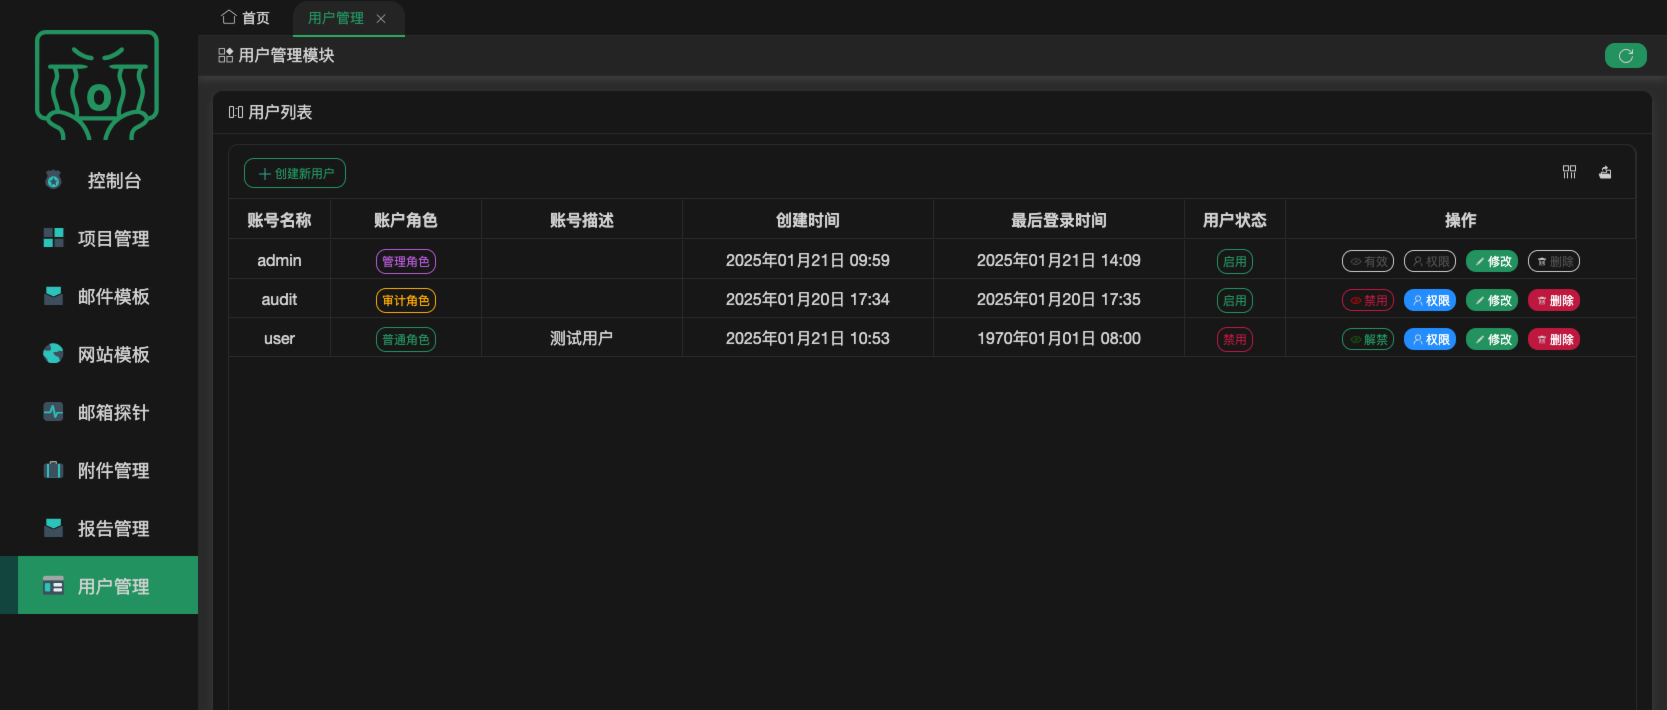 首页 用户管理
用户管理模块
用户列表
控制台
项目管理
邮件模板
网站模板
邮箱探针
附件管理
报告管理
用户管理
创建新用户
账号名称 账户角色 账号描述 创建时间 最后登录时间 用户状态 操作
admin 管理角色 2025年01月21日 09:59 2025年01月21日 14:09 启用 有效 权限 修改 删除
audit 审计角色 2025年01月20日 17:34 2025年01月20日 17:35 启用 禁用 权限 修改 删除
user 普通角色 测试用户 2025年01月21日 10:53 1970年01月01日 08:00 禁用 解禁 权限 修改 删除